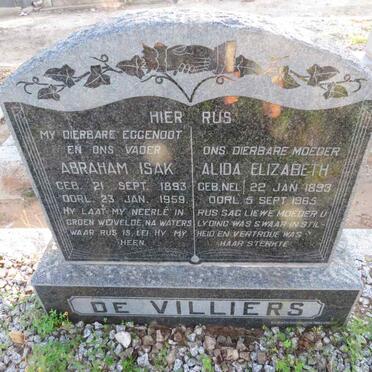 HIER RUS
MY DIERBARE EGGENOOT
EN ONS VADER
ABRAHAM ISAK
GEB. 21 SEPT. 1893
OORL. 23 JAN. 1959
HY LAAT MY NEERLÊ IN
GROEN WEIVELDE, NA WATERS
WAAR RUS IS, LEI HY MY
HEEN.
ONS DIERBARE MOEDER
ALIDA ELIZABETH
GEB. NEL 22 JAN 1893
OORL. 5 SEPT 1965
RUS SAG LIEWE MOEDER U
LYDING WAS SWAAR IN STIL
HEID EN VERTROUE WAS
HAAR STERKTE
DE VILLIERS